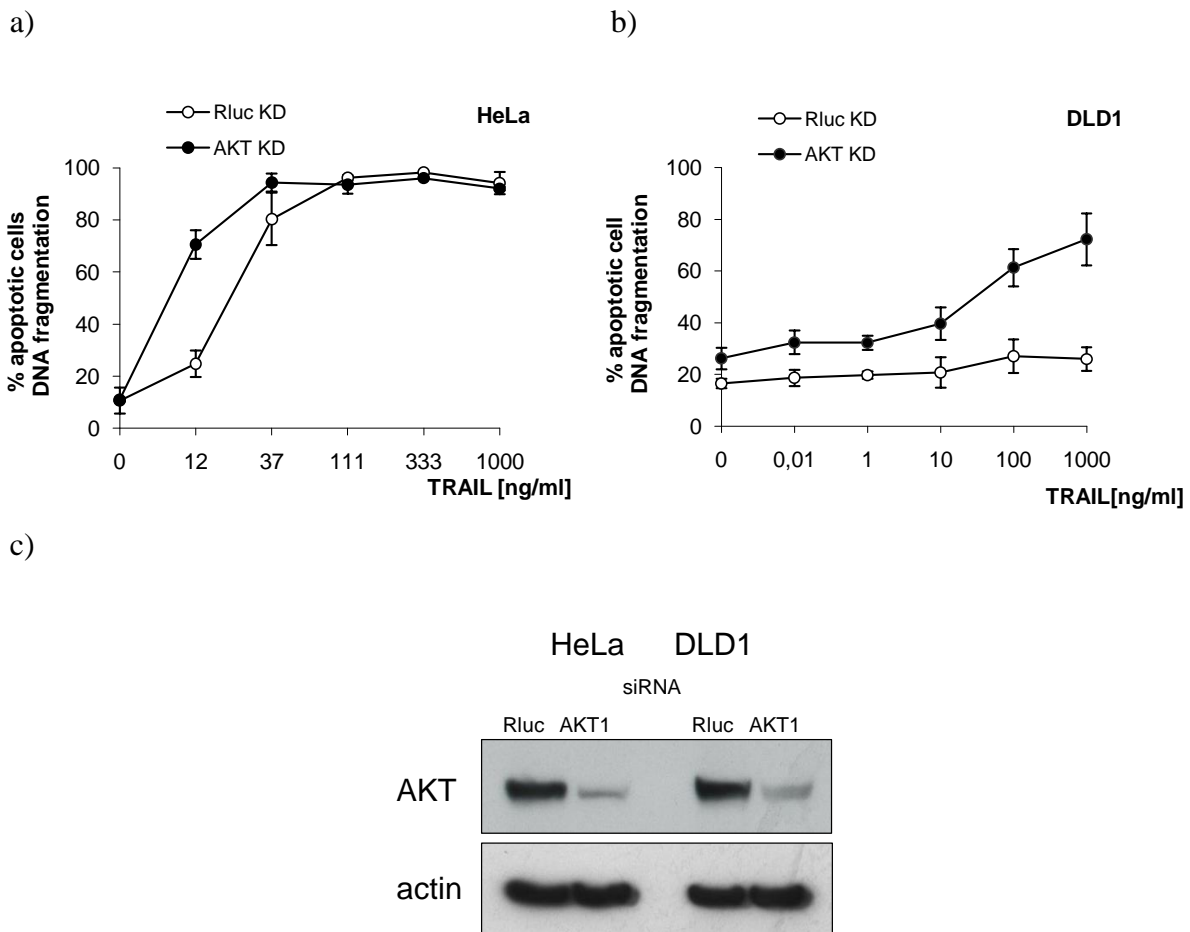 a)
Rluc KD
AKT KD
HeLa
100
80
60
40
20
0
% apoptotic cells
DNA fragmentation
0 12 37 111 333 1000
TRAIL [ng/ml]
b)
Rluc KD
AKT KD
DLD1
100
80
60
40
20
0
% apoptotic cell
DNA fragmentation
0 0,01 1 10 100 1000
TRAIL[ng/ml]
c)
HeLa DLD1
siRNA
Rluc AKT1 Rluc AKT1
AKT
actin